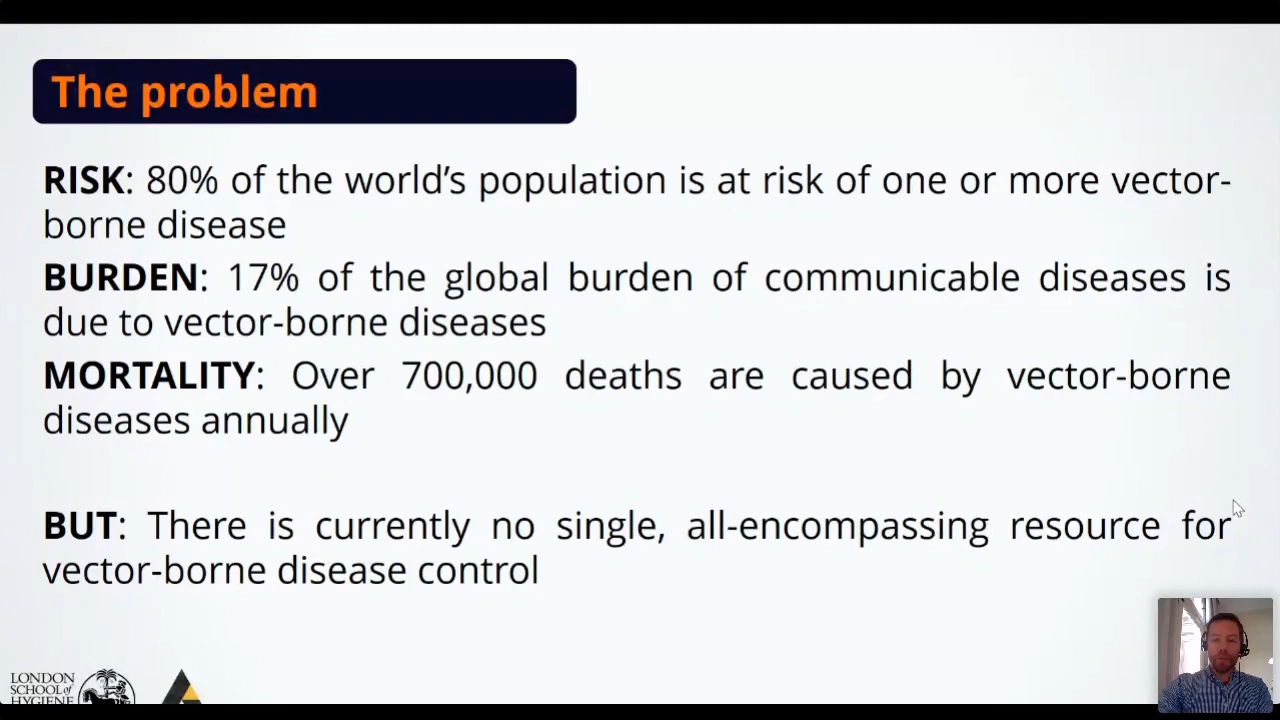 The problem
RISK: 80% of the world’s population is at risk of one or more vector-
borne disease
BURDEN: 17% of the global burden of communicable diseases is
due to vector-borne diseases
MORTALITY: Over 700,000 deaths are caused by vector-borne
diseases annually
BUT: There is currently no single, all-encompassing resource for
vector-borne disease control
LONDON
SCHOOL of
HYGIENE